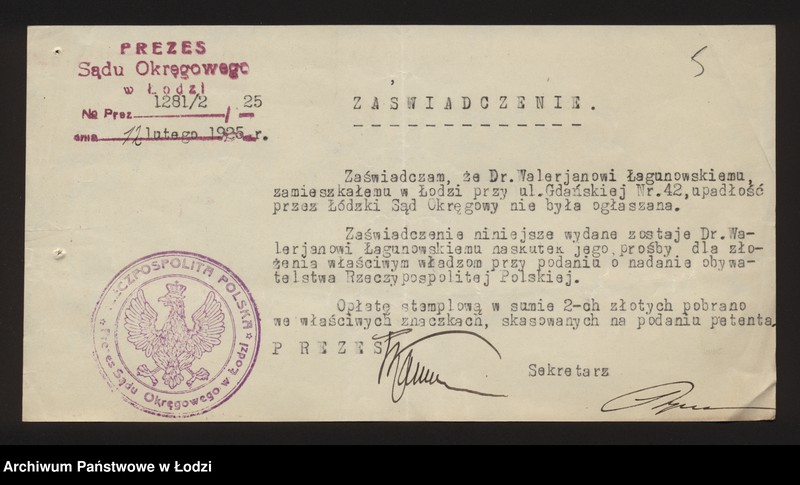 PREZES
Sądu Okręgowego
w Łodzi
№ Prez. 1281/2 / 25
dnia 12 lutego 1925 r.
5
ZAŚWIADCZENIE.
Zaświadczam, że Dr.Walerjanowi Łagunowskiemu,
zamieszkałemu w Łodzi przy ul.Gdańskiej Nr.42,upadłość
przez Łódzki Sąd Okręgowy nie była ogłaszana.
Zaświadczenie niniejsze wydane zostaje Dr.Wa-
lerjanowi Łagunowskiemu naskutek jego prośby dla zło-
żenia właściwym władzom przy podaniu o nadanie obywa-
telstwa Rzeczypospolitej Polskiej.
Opłatę stemplową w sumie 2-ch złotych pobrano
we właściwych znaczkach, skasowanych na podaniu petenta.
PREZES
Sekretarz
RZECZPOSPOLITA POLSKA
Prezes Sądu Okręgowego w Łodzi
Archiwum Państwowe w Łodzi